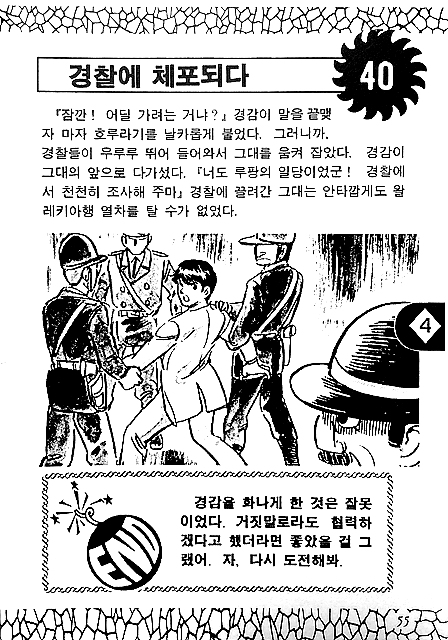 경찰에 체포되다
40
『잠깐! 어딜 가려는 거냐?』 경감이 말을 끝맺
자 마자 호루라기를 날카롭게 불었다. 그러니까,
경찰들이 우루루 뛰어 들어와서 그대를 움켜 잡았다. 경감이
그대의 앞으로 다가섰다. 『너도 루팡의 일당이었군! 경찰에
서 천천히 조사해 주마』 경찰에 끌려간 그대는 안타깝게도 왈
레키아행 열차를 탈 수가 없었다.
4
END
경감을 화나게 한 것은 잘못
이었다. 거짓말로라도 협력하
겠다고 했더라면 좋았을 걸 그
랬어. 자, 다시 도전해봐.
55